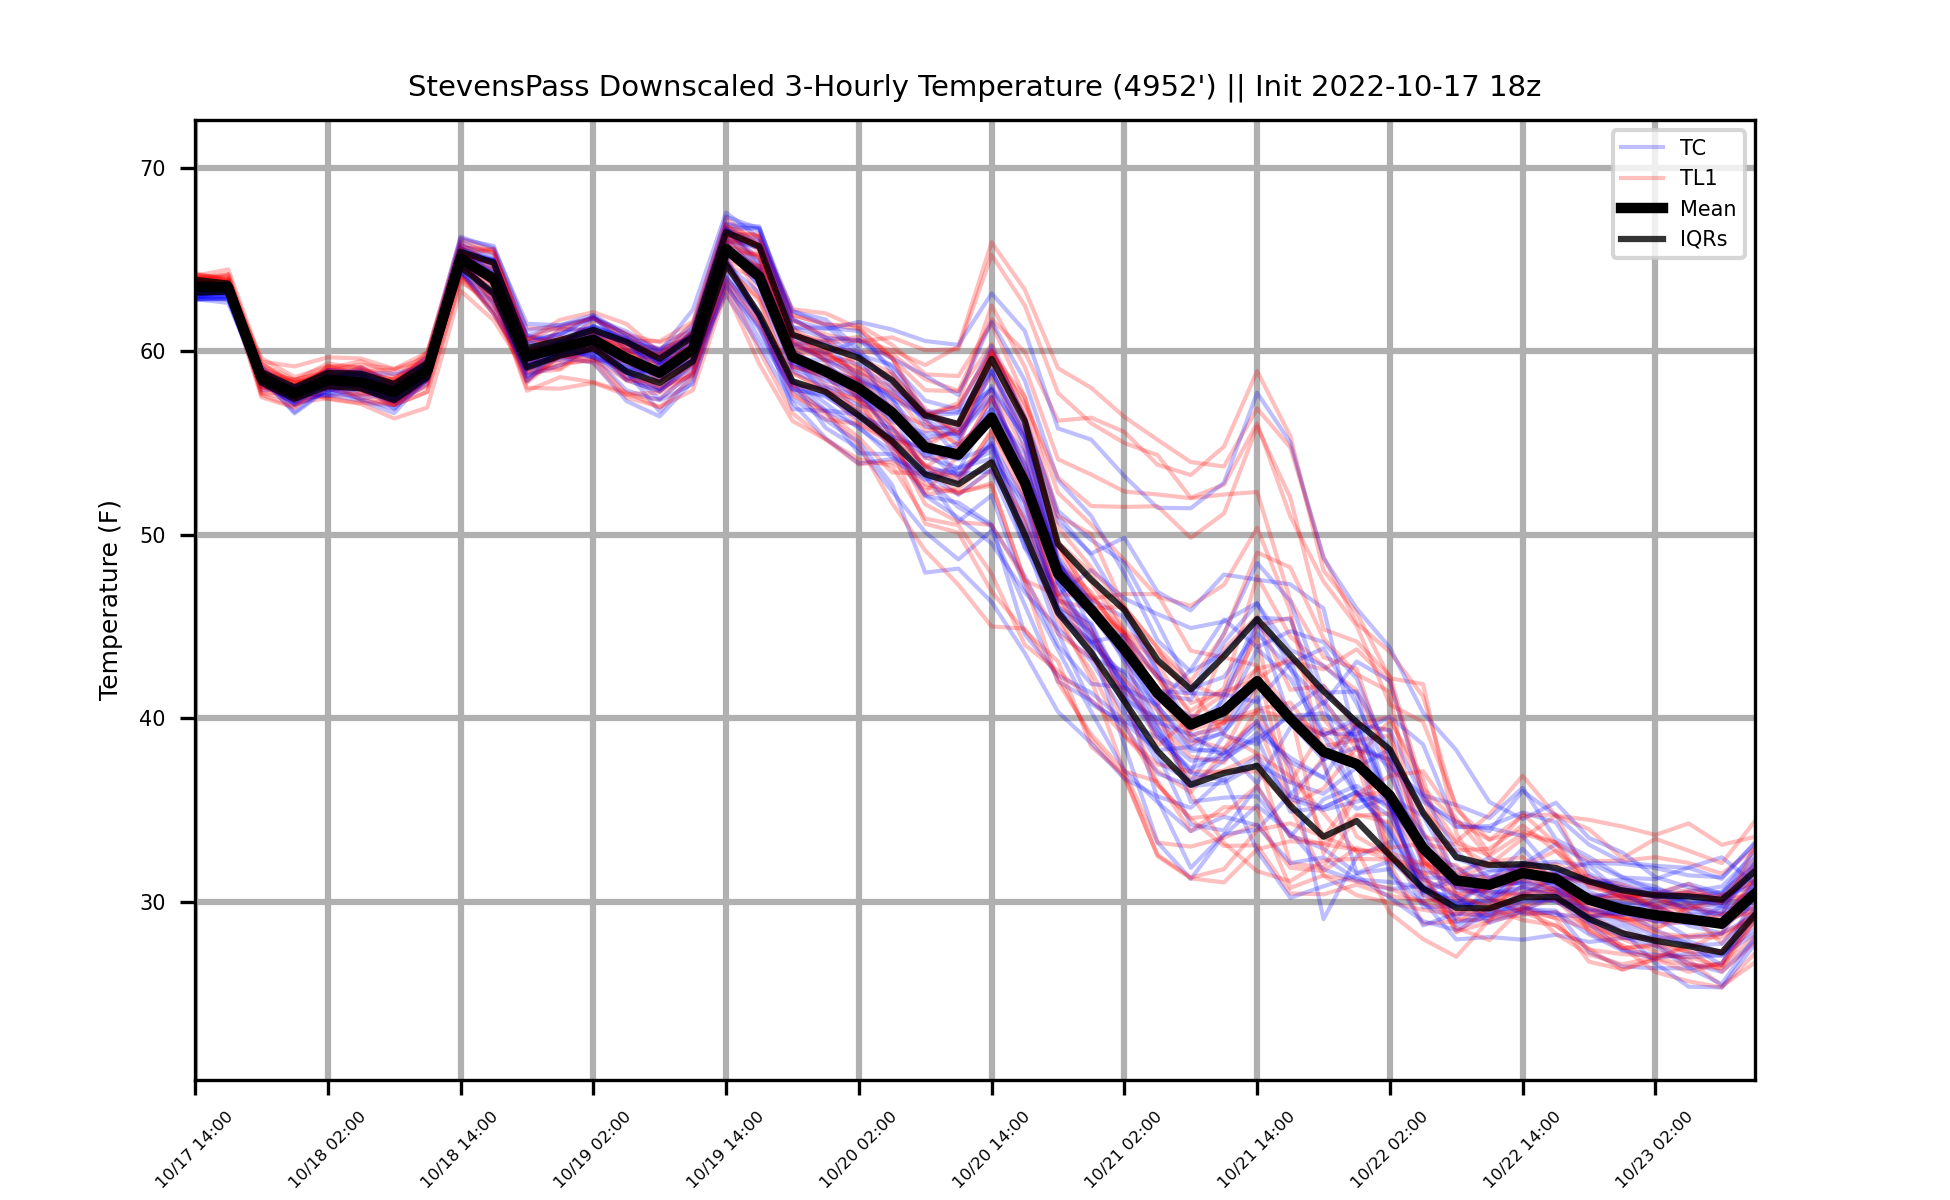 StevensPass Downscaled 3-Hourly Temperature (4952') || Init 2022-10-17 18z
TC
TL1
Mean
IQRs
Temperature (F)
70
60
50
40
30
10/17 14:00
10/18 02:00
10/18 14:00
10/19 02:00
10/19 14:00
10/20 02:00
10/20 14:00
10/21 02:00
10/21 14:00
10/22 02:00
10/22 14:00
10/23 02:00